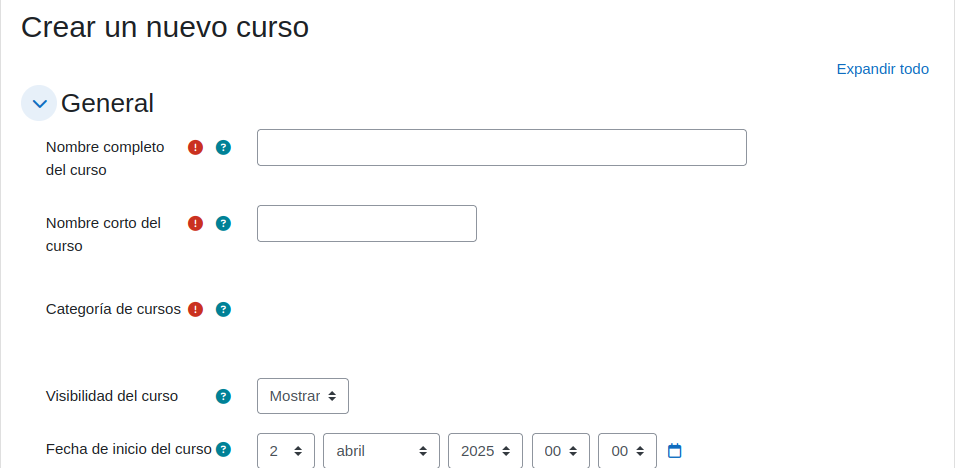 Crear un nuevo curso
Expandir todo
General
Nombre completo
del curso
Nombre corto del
curso
Categoría de cursos
Visibilidad del curso
Mostrar
Fecha de inicio del curso
2 abril 2025 00 00